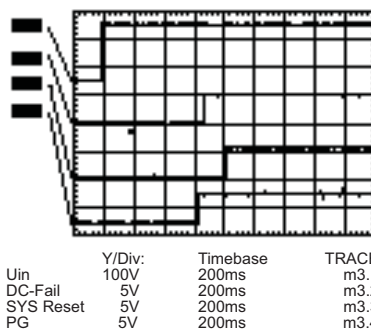 Y/Div: Timebase
Uin 100V 200ms
DC-Fail 5V 200ms
SYS Reset 5V 200ms
PG 5V 200ms